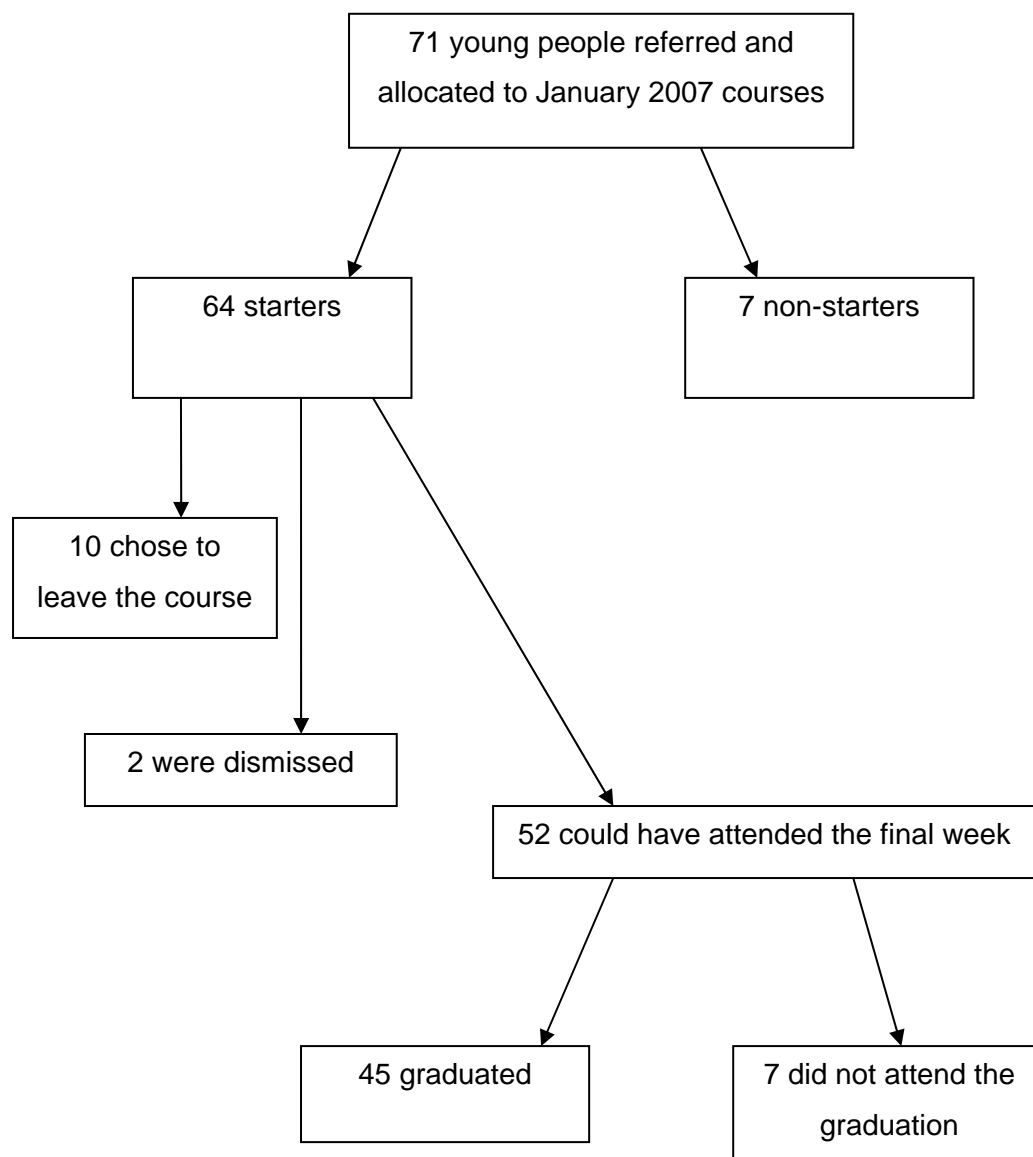 71 young people referred and
allocated to January 2007 courses
64 starters
7 non-starters
10 chose to
leave the course
2 were dismissed
52 could have attended the final week
45 graduated
7 did not attend the
graduation